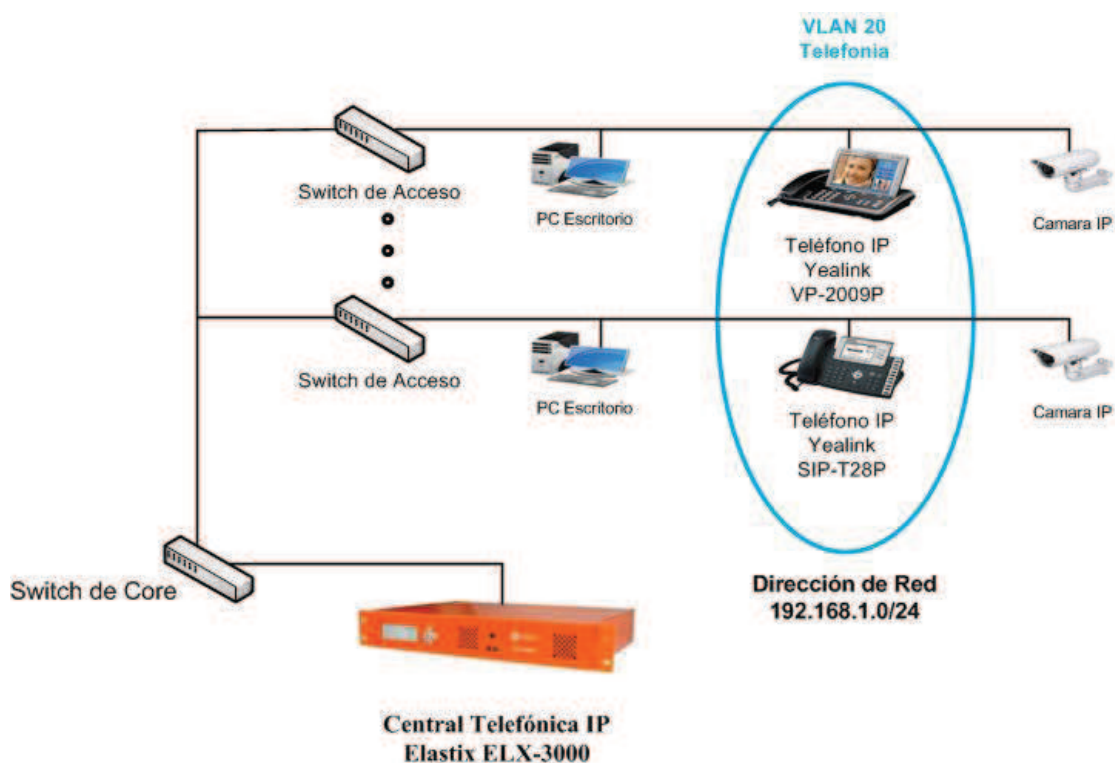 VLAN 20
Telefonia
Switch de Acceso
PC Escritorio
Teléfono IP
Yealink
VP-2009P
Camara IP
Switch de Acceso
PC Escritorio
Teléfono IP
Yealink
SIP-T28P
Camara IP
Switch de Core
Dirección de Red
192.168.1.0/24
Central Telefónica IP
Elastix ELX-3000